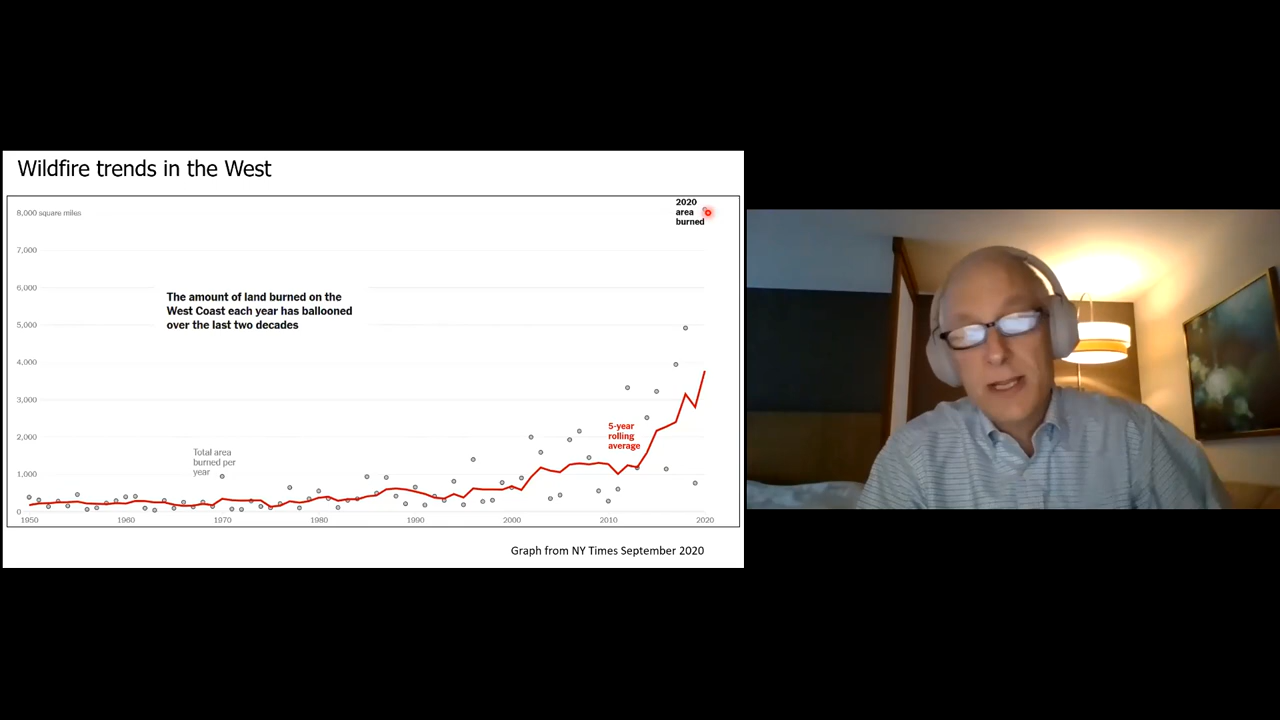 Wildfire trends in the West
2020
area
burned
8,000 square miles
7,000
6,000
The amount of land burned on the
West Coast each year has ballooned
over the last two decades
5,000
4,000
3,000
5-year
rolling
average
2,000
Total area
burned per
year
1,000
0
1950
1960
1970
1980
1990
2000
2010
2020
Graph from NY Times September 2020